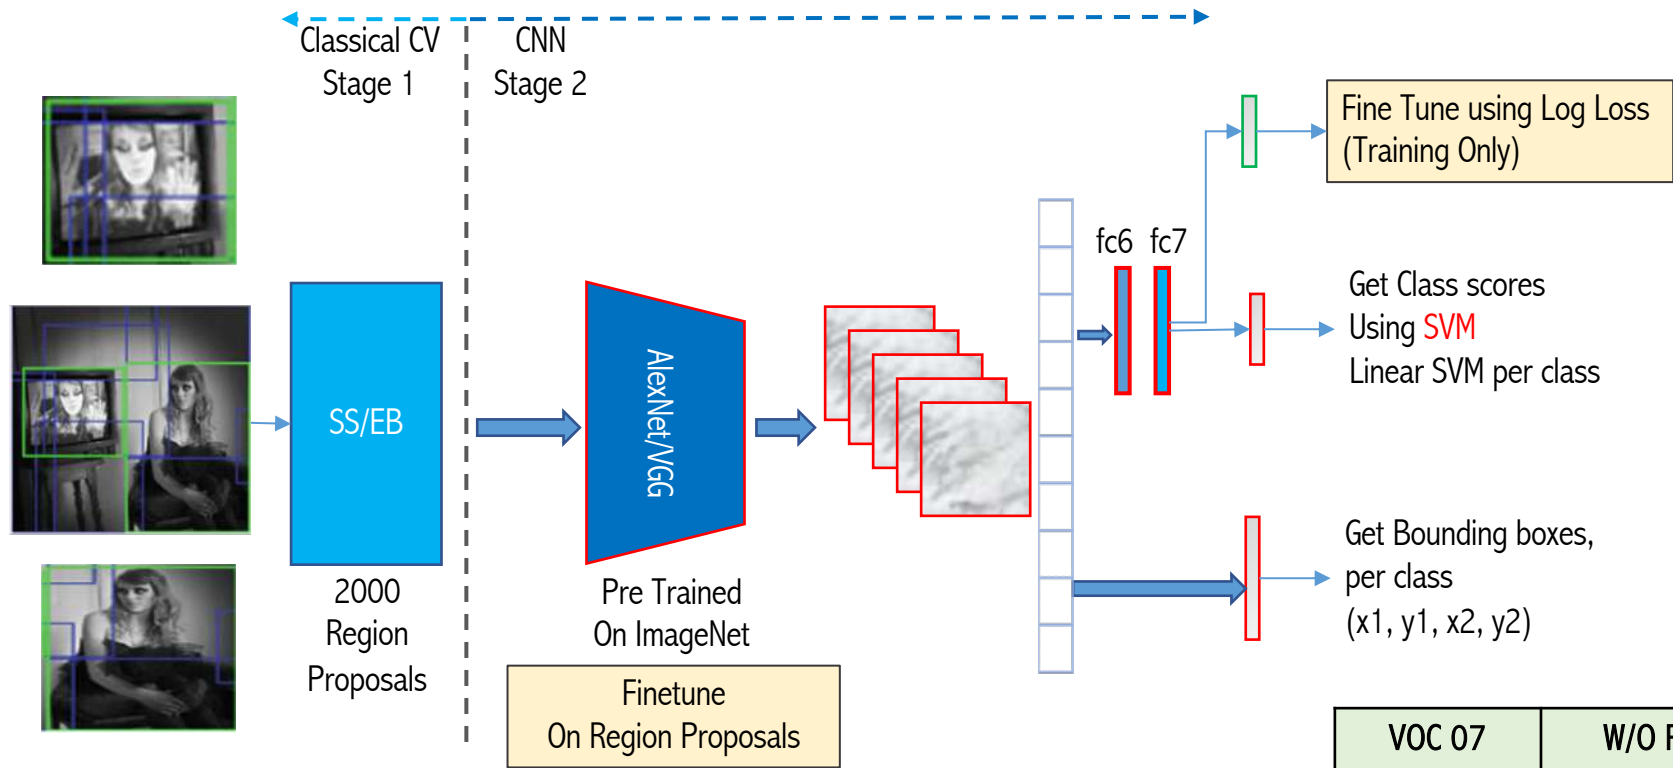 Classical CV
Stage 1
CNN
Stage 2
Fine Tune using Log Loss
(Training Only)
fc6
fc7
Get Class scores
Using SVM
Linear SVM per class
SS/EB
AlexNet/VGG
2000
Region
Proposals
Pre Trained
On ImageNet
Finetune
On Region Proposals
Get Bounding boxes,
per class
(x1, y1, x2, y2)
VOC 07
W/O